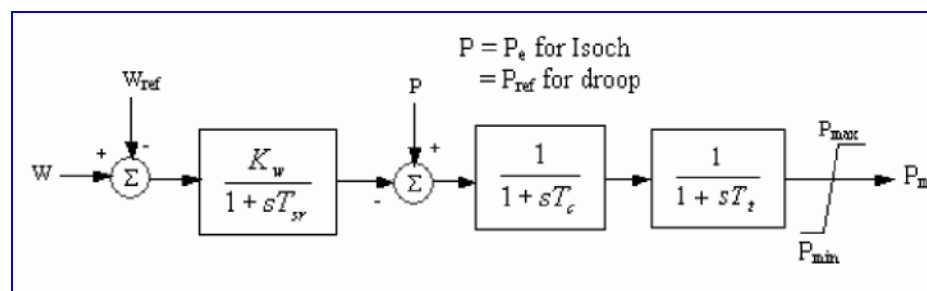 P = Pe for Isoch
= Pref for droop
Wref
P
Pmax
+
-
+
W
Σ
Kw
1 + sTsr
-
Σ
1
1 + sTc
1
1 + sTt
Pm
Pmin